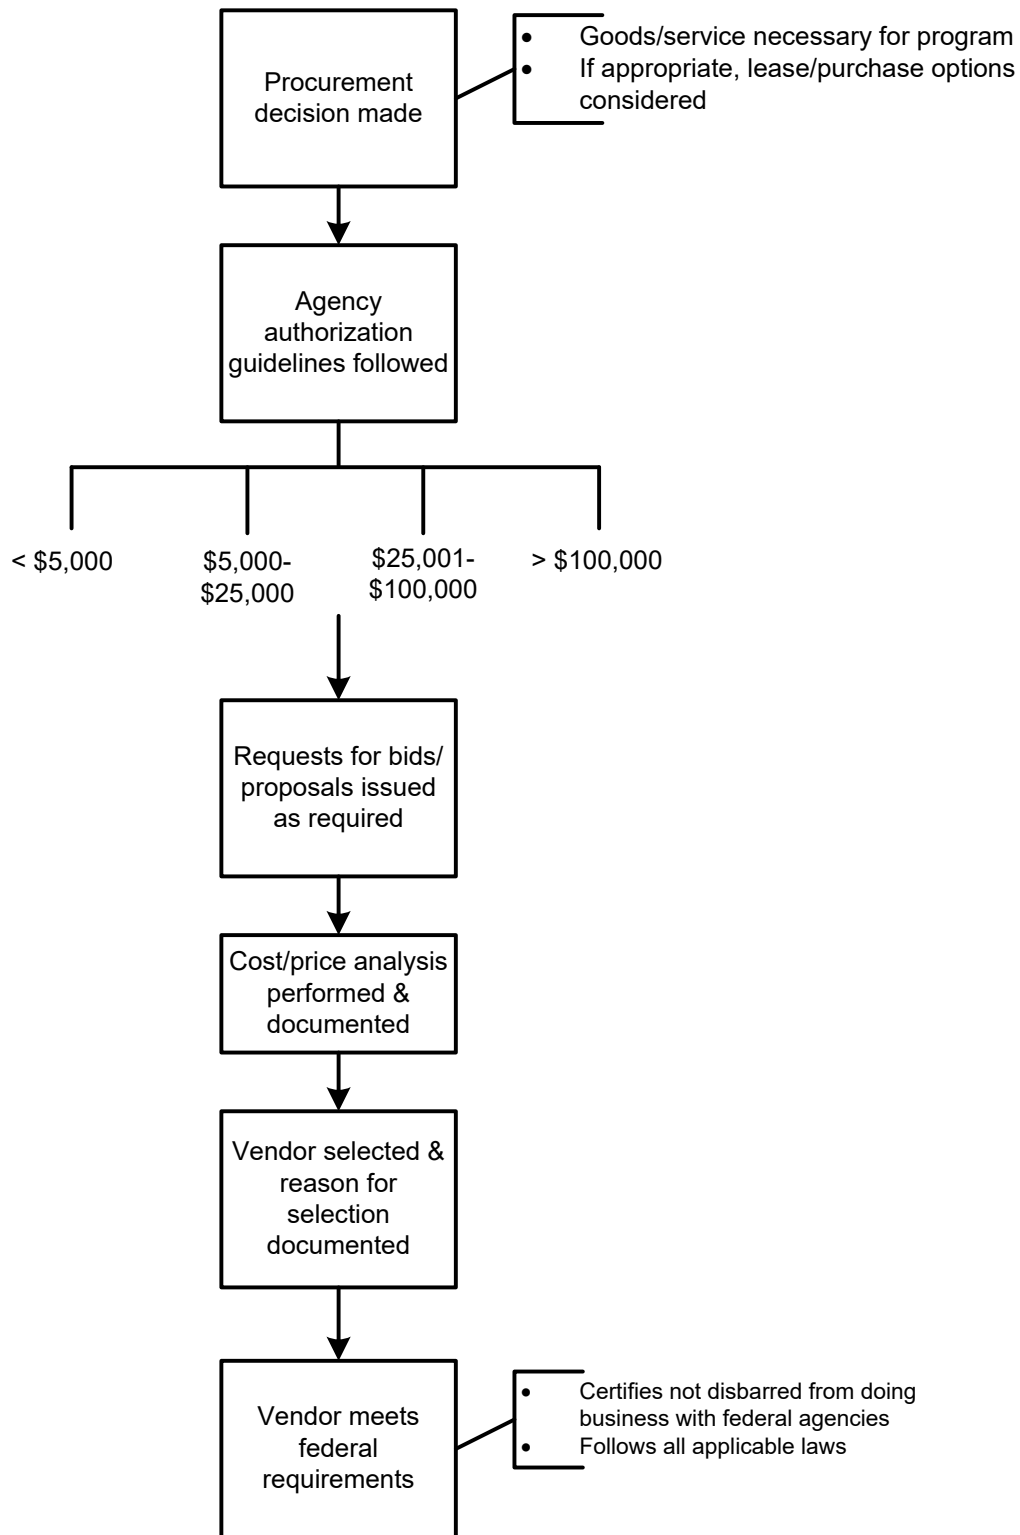 Procurement
decision made
• Goods/service necessary for program
• If appropriate, lease/purchase options
considered
Agency
authorization
guidelines followed
< $5,000
$5,000-
$25,000
$25,001-
$100,000
> $100,000
Requests for bids/
proposals issued
as required
Cost/price analysis
performed &
documented
Vendor selected &
reason for
selection
documented
Vendor meets
federal
requirements
• Certifies not disbarred from doing
business with federal agencies
• Follows all applicable laws